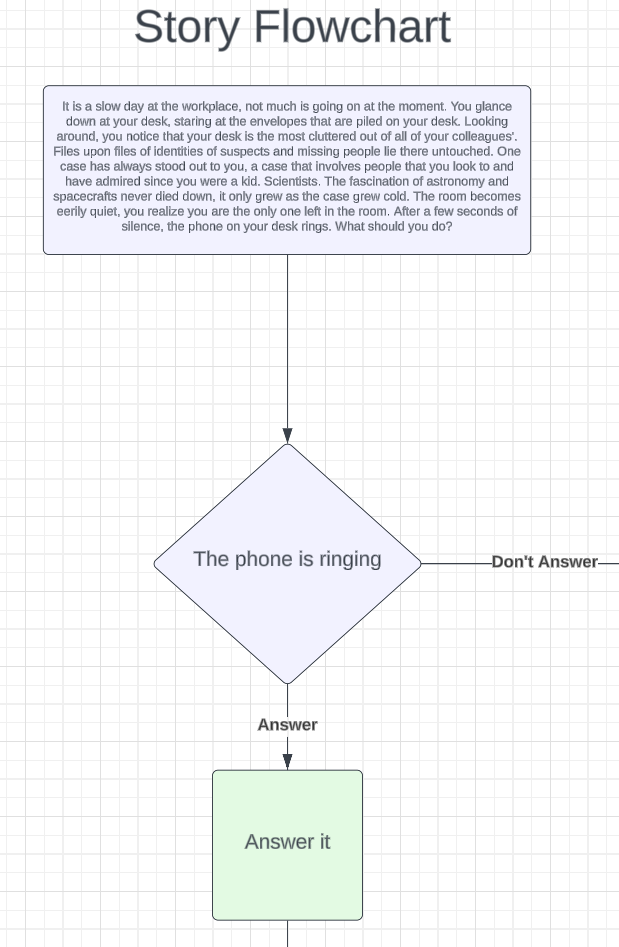 Story Flowchart
It is a slow day at the workplace, not much is going on at the moment. You glance
down at your desk, staring at the envelopes that are piled on your desk. Looking
around, you notice that your desk is the most cluttered out of all of your colleagues'.
Files upon files of identities of suspects and missing people lie there untouched. One
case has always stood out to you, a case that involves people that you look to and
have admired since you were a kid. Scientists. The fascination of astronomy and
spacecrafts never died down, it only grew as the case grew cold. The room becomes
eerily quiet, you realize you are the only one left in the room. After a few seconds of
silence, the phone on your desk rings. What should you do?
The phone is ringing
Don't Answer
Answer
Answer it